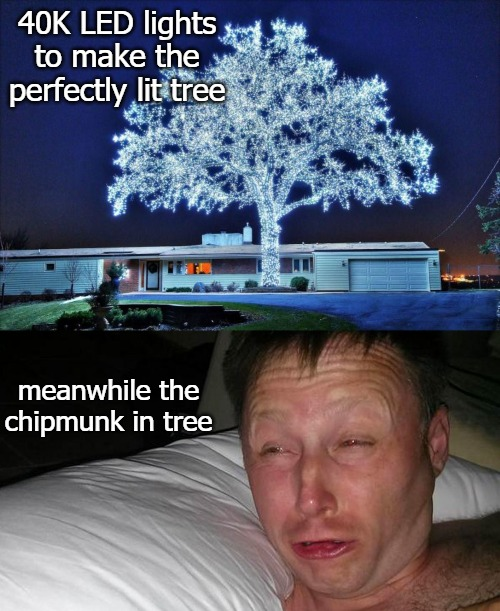 40K LED lights
to make the
perfectly lit tree
meanwhile the
chipmunk in tree